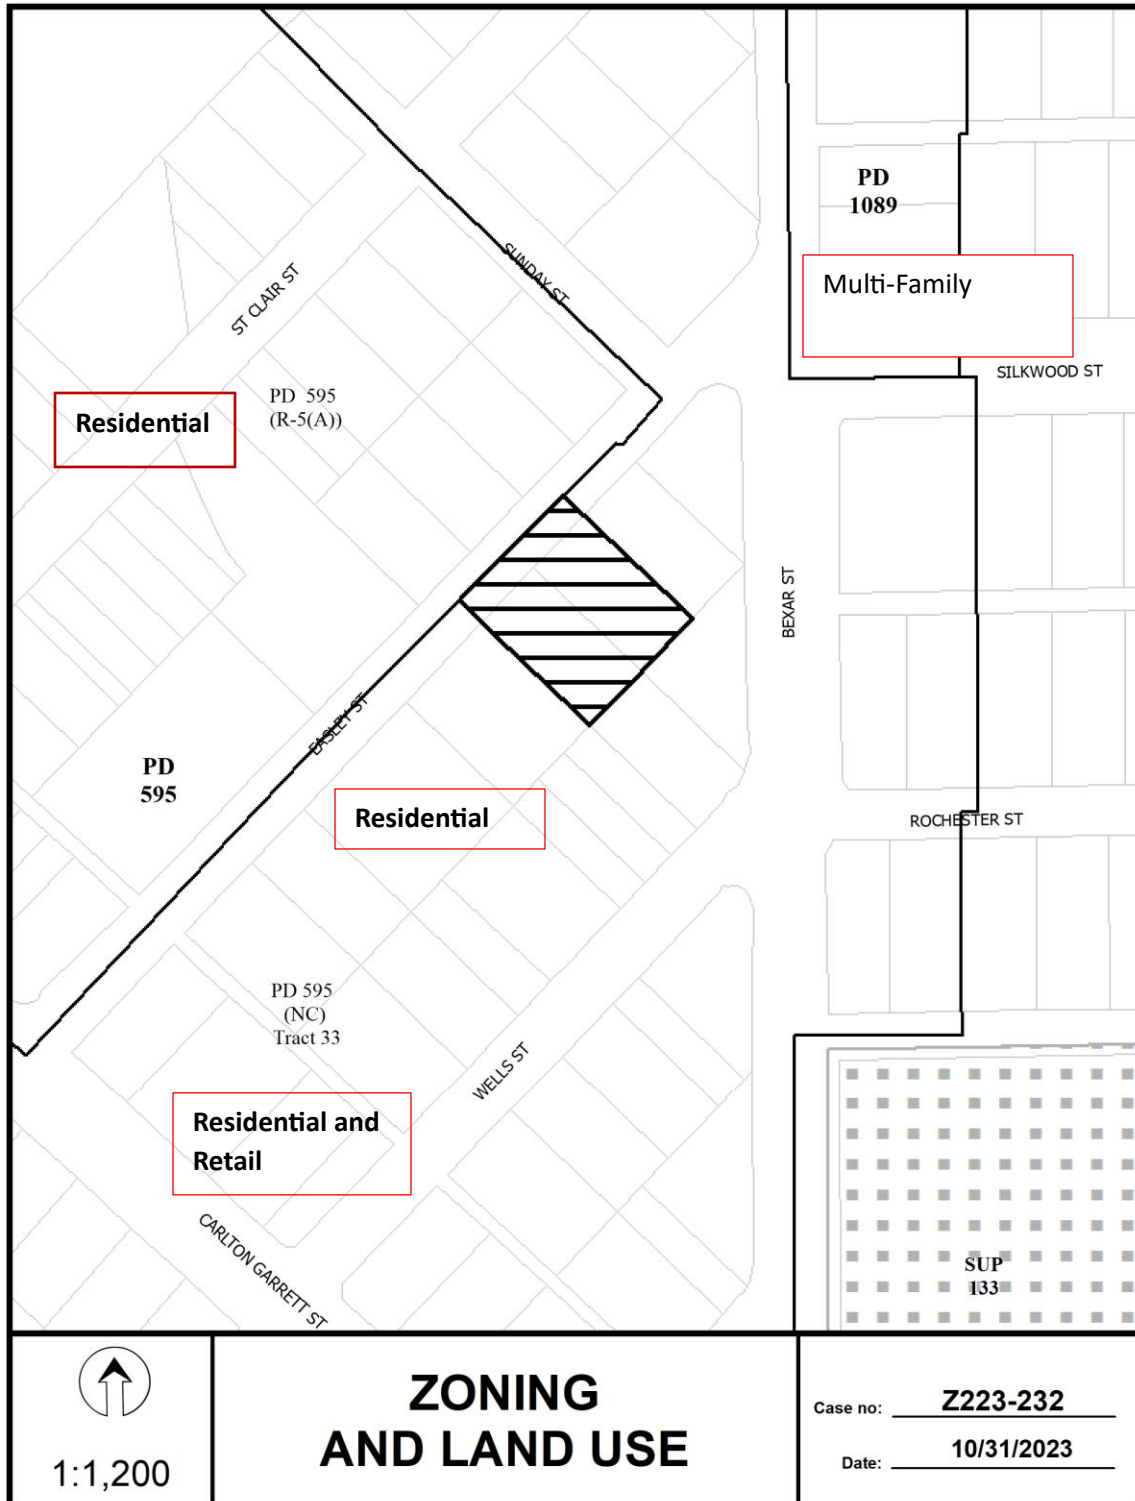 PD
1089
SUNDAY ST
ST CLAIR ST
Multi-Family
SILKWOOD ST
PD 595
(R-5(A))
Residential
BEXAR ST
EASLEY ST
PD
595
Residential
ROCHESTER ST
PD 595
(NC)
Tract 33
WELLS ST
Residential and
Retail
CARLTON GARRETT ST
SUP
133
1:1,200
ZONING
AND LAND USE
Case no: Z223-232
Date: 10/31/2023